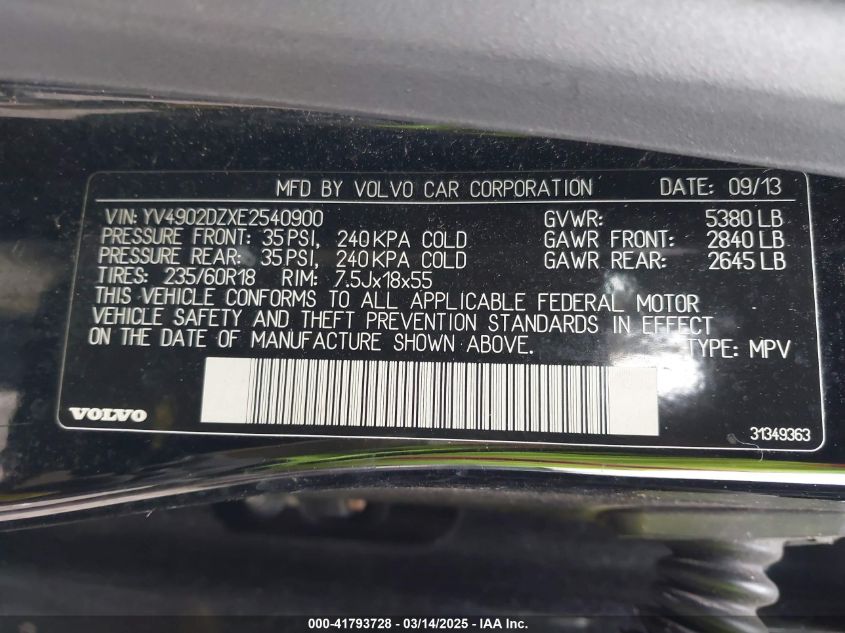 MFD BY VOLVO CAR CORPORATION DATE: 09/13
VIN: YV4902DZXE2540900 GVWR: 5380 LB
PRESSURE FRONT: 35 PSI, 240 KPA COLD GAWR FRONT: 2840 LB
PRESSURE REAR: 35 PSI, 240 KPA COLD GAWR REAR: 2645 LB
TIRES: 235/60R18 RIM: 7.5Jx18x55
THIS VEHICLE CONFORMS TO ALL APPLICABLE FEDERAL MOTOR
VEHICLE SAFETY AND THEFT PREVENTION STANDARDS IN EFFECT
ON THE DATE OF MANUFACTURE SHOWN ABOVE. TYPE: MPV
VOLVO
31349363
000-41793728 - 03/14/2025 - IAA Inc.